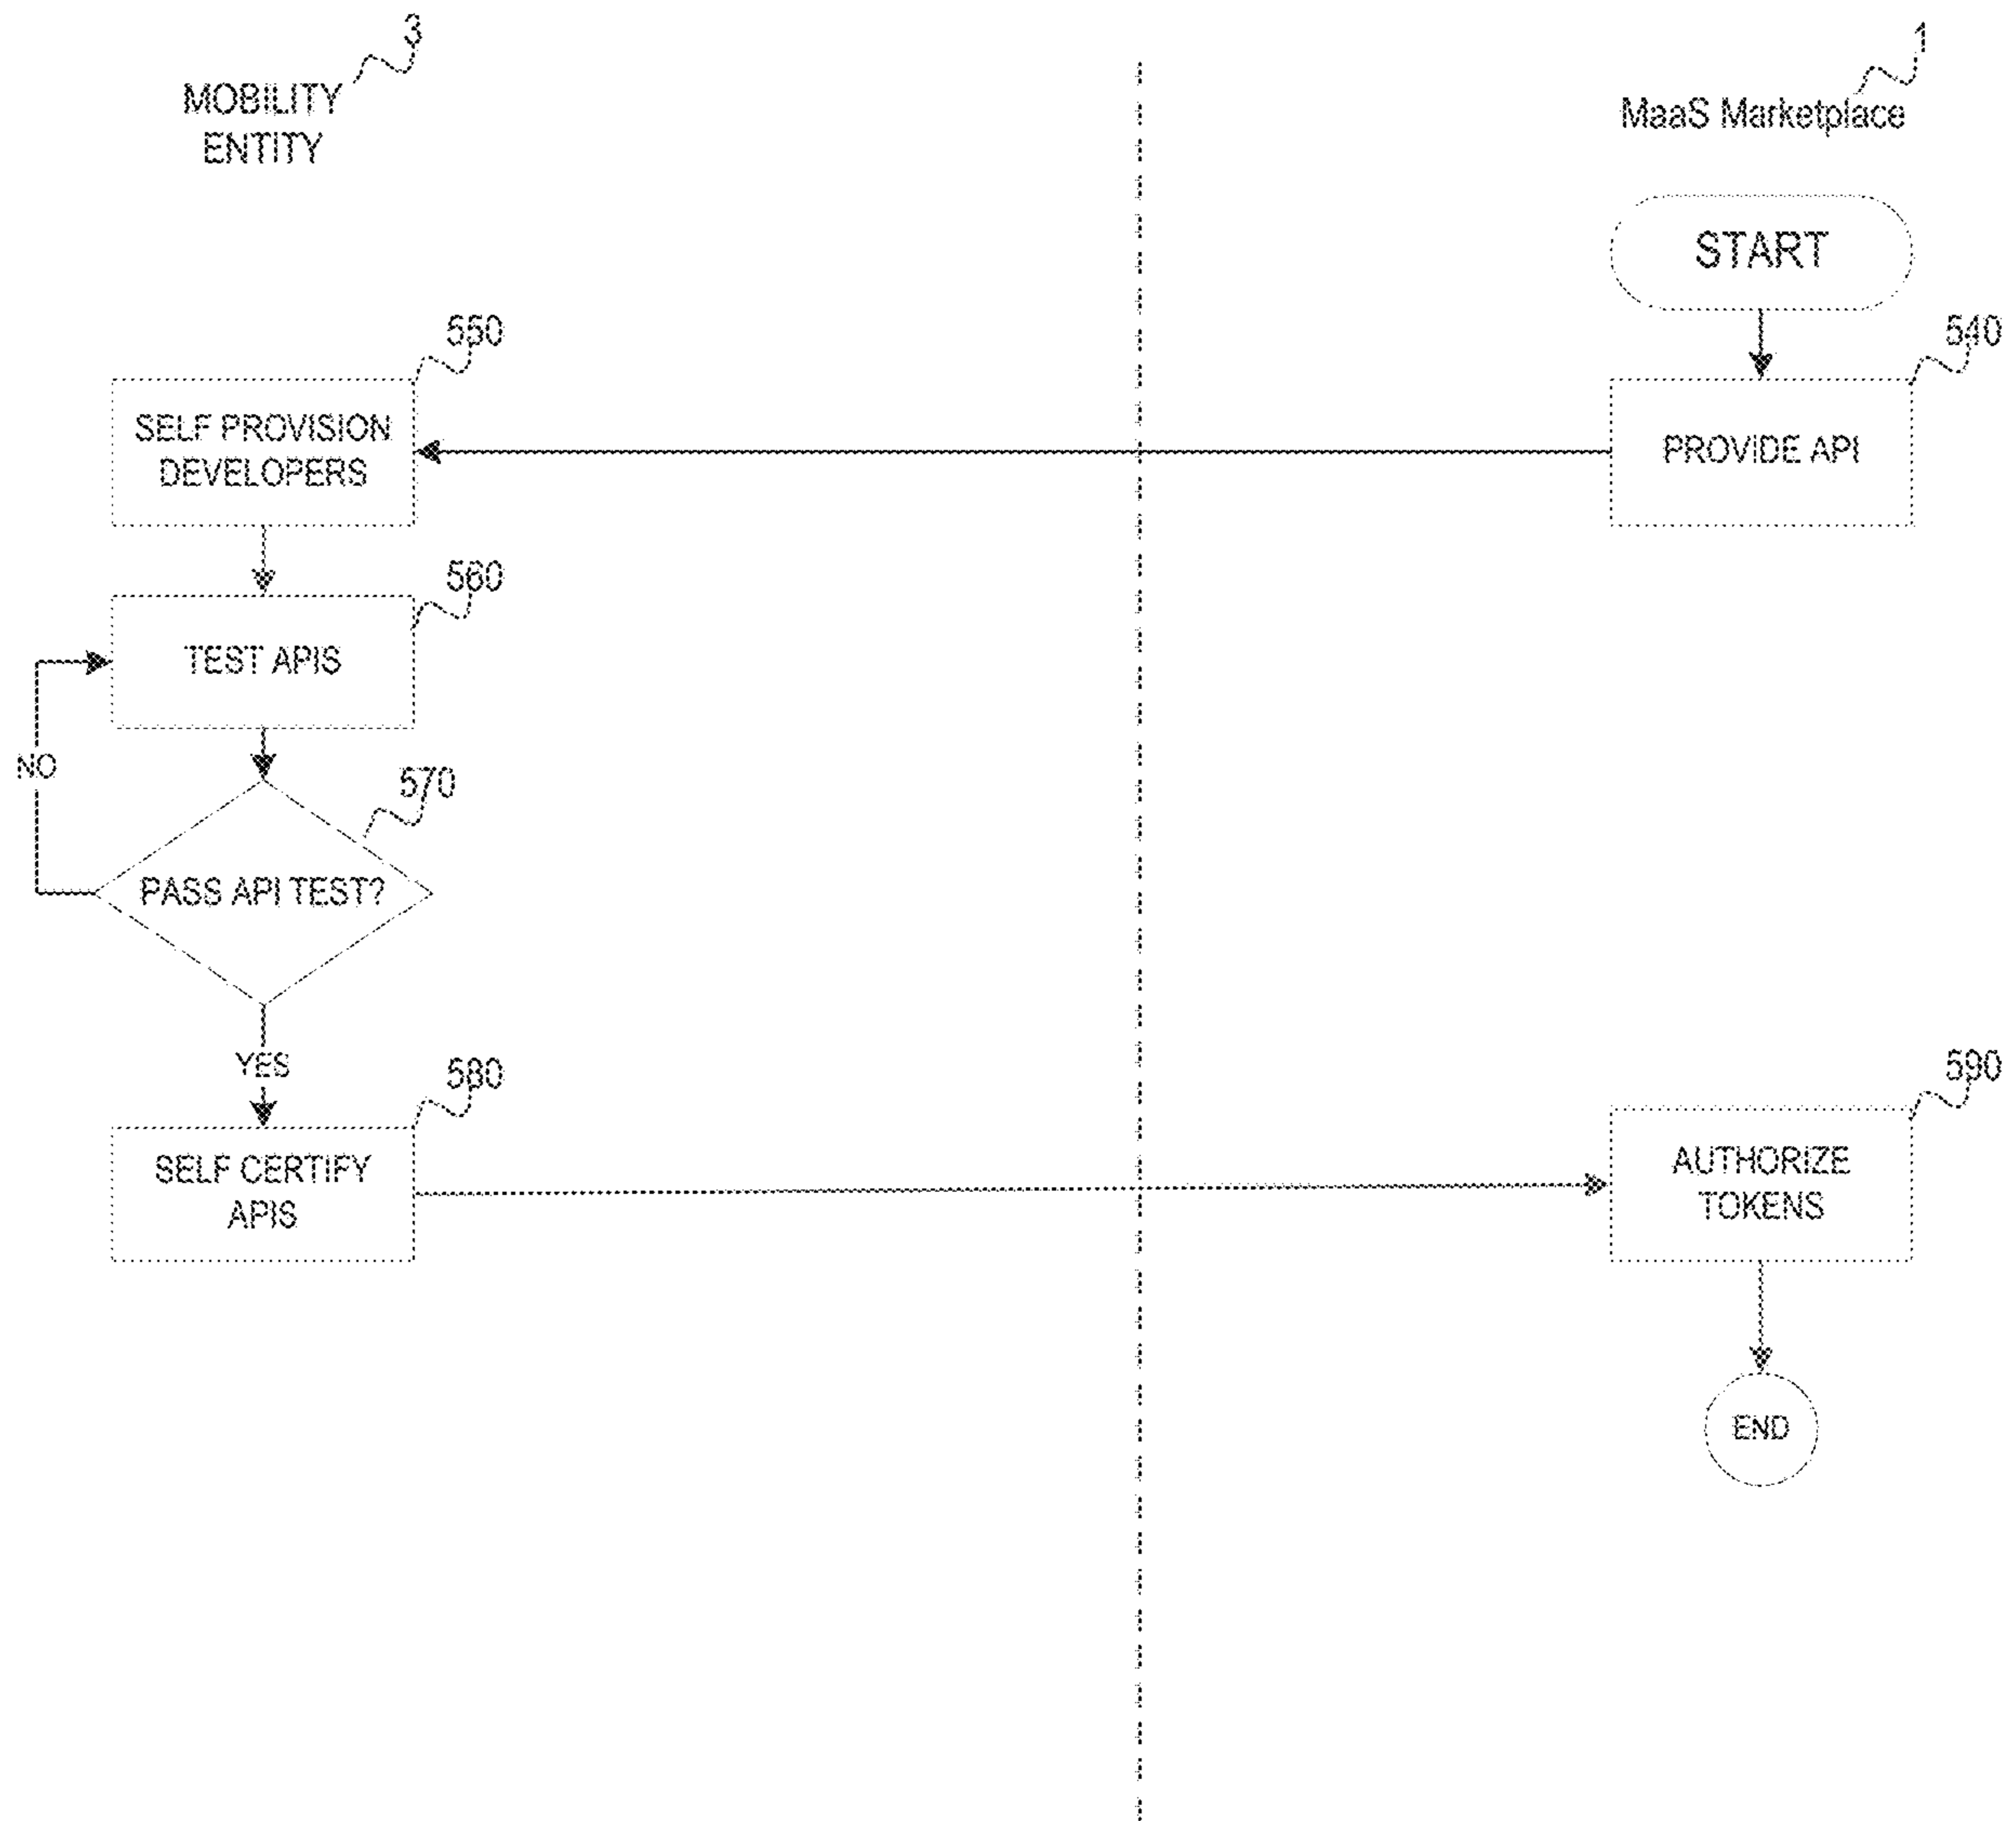 3
MOBILITY
ENTITY
1
MaaS Marketplace
START
550
SELF PROVISION
DEVELOPERS
540
PROVIDE API
560
TEST APIS
NO
570
PASS API TEST?
YES
580
SELF CERTIFY
APIS
590
AUTHORIZE
TOKENS
END